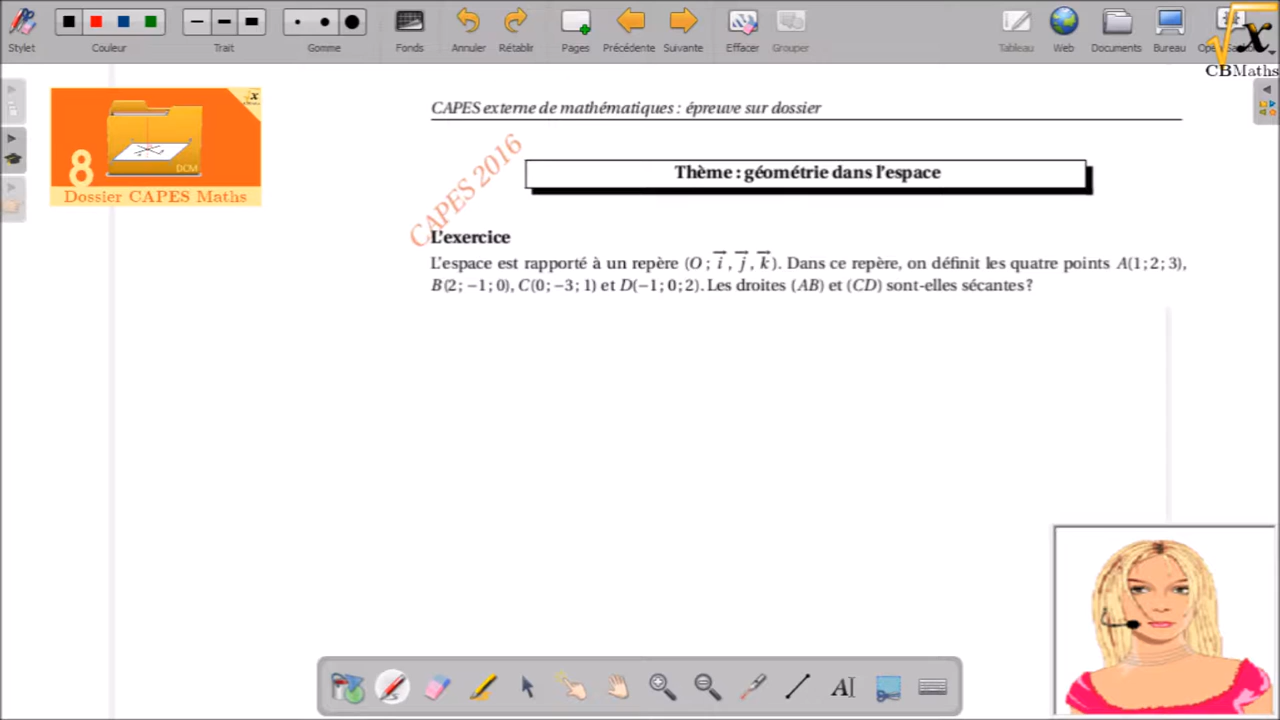 Stylet Couleur Trait Gomme Fonds Annuler Rétablir Pages Précédente Suivante Effacer Grouper Tableau Web Documents Bureau
x
CBMaths
CAPES externe de mathématiques : épreuve sur dossier
8
DCM
Dossier CAPES Maths
CAPES 2016
Thème : géométrie dans l'espace
L'exercice
L'espace est rapporté à un repère (O ; i⃗, j⃗, k⃗). Dans ce repère, on définit les quatre points A(1 ; 2 ; 3),
B(2 ; −1 ; 0), C(0 ; −3 ; 1) et D(−1 ; 0 ; 2). Les droites (AB) et (CD) sont-elles sécantes ?
AI